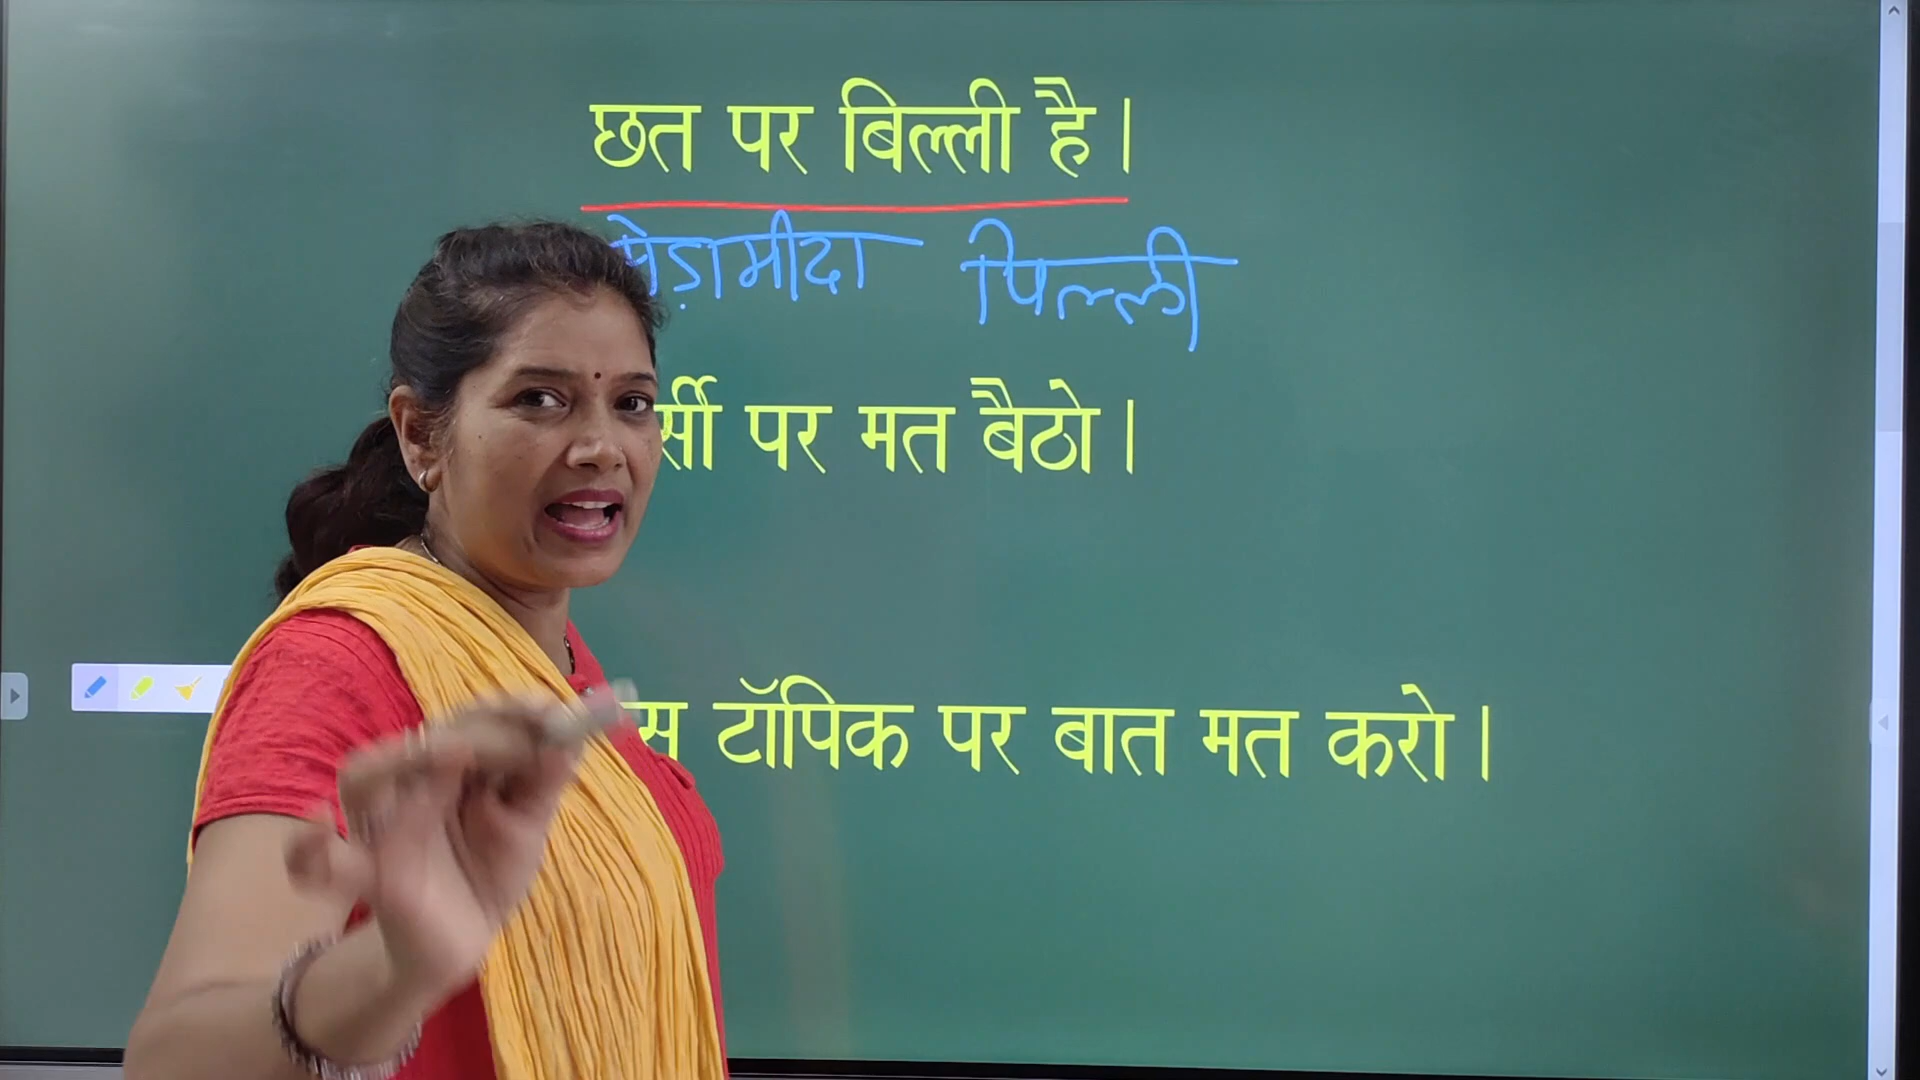 छत पर बिल्ली है।
पेड़ामीदा पिल्ली
र्सी पर मत बैठो।
स टॉपिक पर बात मत करो।